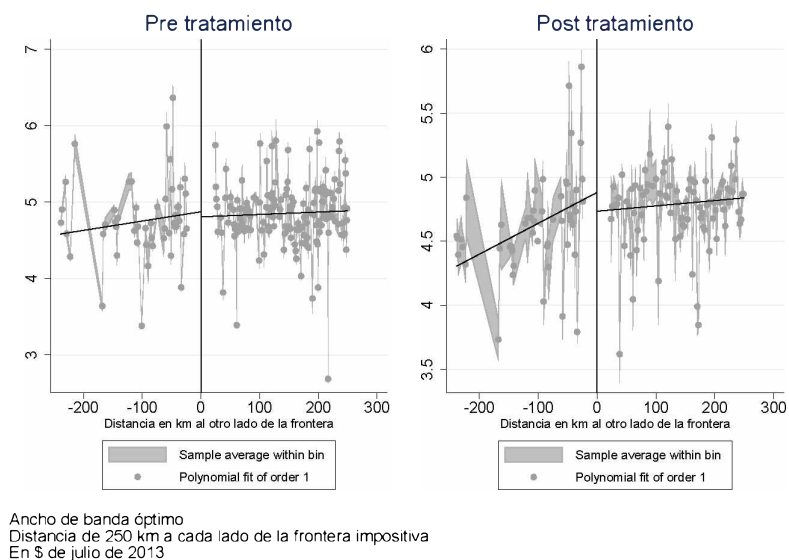 Pre tratamiento
7
6
5
4
3
-200 -100 0 100 200 300
Distancia en km al otro lado de la frontera
Sample average within bin
Polynomial fit of order 1
Post tratamiento
6
5.5
5
4.5
4
3.5
-200 -100 0 100 200 300
Distancia en km al otro lado de la frontera
Sample average within bin
Polynomial fit of order 1
Ancho de banda óptimo
Distancia de 250 km a cada lado de la frontera impositiva
En $ de julio de 2013